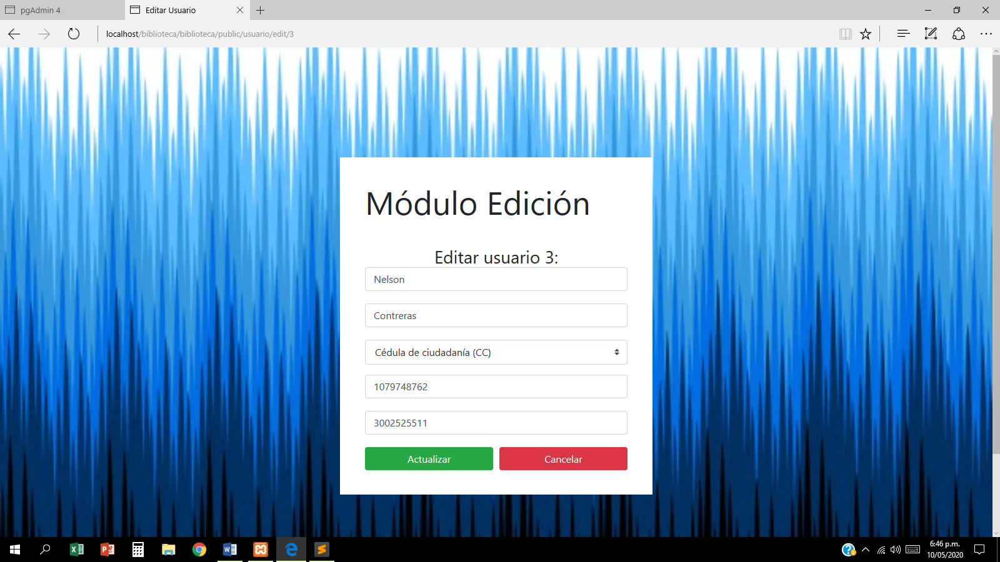 pgAdmin 4
Editar Usuario
localhost/biblioteca/biblioteca/public/usuario/edit/3
Módulo Edición
Editar usuario 3:
Nelson
Contreras
Cédula de ciudadanía (CC)
1079748762
3002525511
Actualizar
Cancelar
6:46 p.m.
10/05/2020